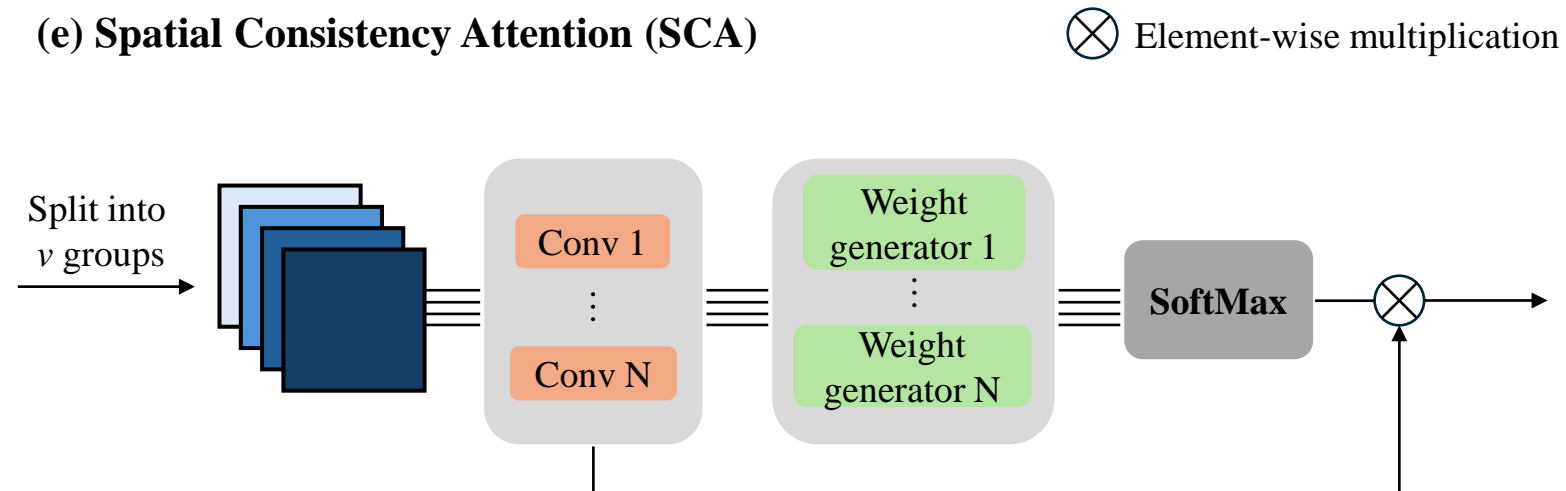 (e) Spatial Consistency Attention (SCA)
Element-wise multiplication
Split into
v groups
Conv 1
⋮
Conv N
Weight
generator 1
⋮
Weight
generator N
SoftMax